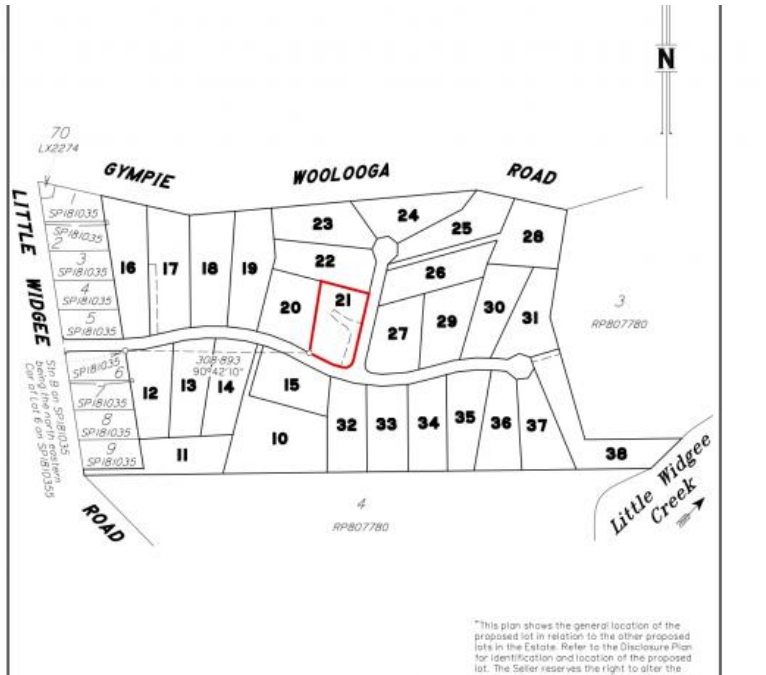 N
70
LX2274
GYMPIE WOOLOOGA ROAD
LITTLE WIDGEE ROAD
1
SP181035
SP181035
2
3
SP181035
4
SP181035
5
SP181035
SP181035
6
7
SP181035
8
SP181035
9
SP181035
16
17
18
19
20
21
22
23
24
25
26
27
28
29
30
31
3
RP807780
308·893
90°42'10"
12
13
14
15
11
10
32
33
34
35
36
37
38
Stn B on SP181035
being the north eastern
Cor of Lot 6 on SP1810355
4
RP807780
Little Widgee
Creek
"This plan shows the general location of the
proposed lot in relation to the other proposed
lots in the Estate. Refer to the Disclosure Plan
for identification and location of the proposed
lot. The Seller reserves the right to alter the